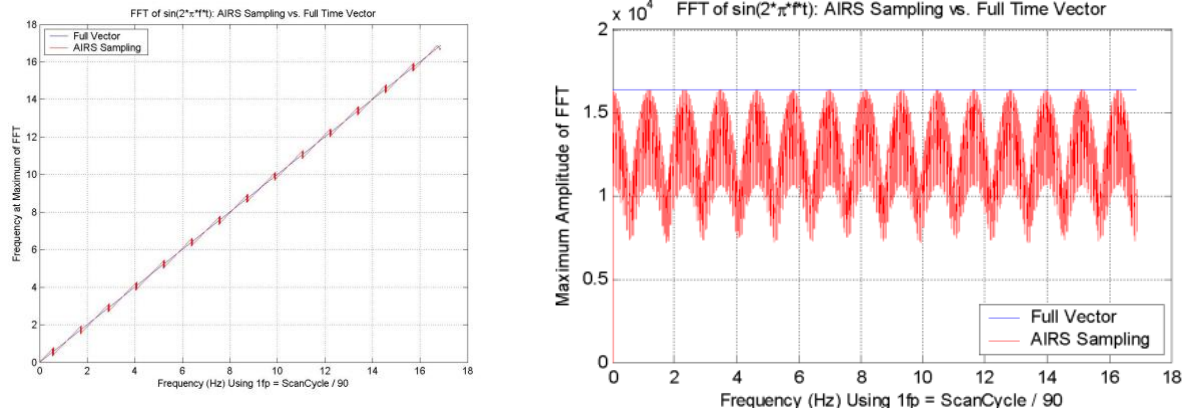 FFT of sin(2*π*f*t): AIRS Sampling vs. Full Time Vector
Full Vector
AIRS Sampling
18
16
14
12
10
8
6
4
2
0
Frequency at Maximum of FFT
0 2 4 6 8 10 12 14 16 18
Frequency (Hz) Using 1fp = ScanCycle / 90
x 10^4
FFT of sin(2*π*f*t): AIRS Sampling vs. Full Time Vector
2
1.5
1
0.5
0
Maximum Amplitude of FFT
Full Vector
AIRS Sampling
0 2 4 6 8 10 12 14 16 18
Frequency (Hz) Using 1fp = ScanCycle / 90